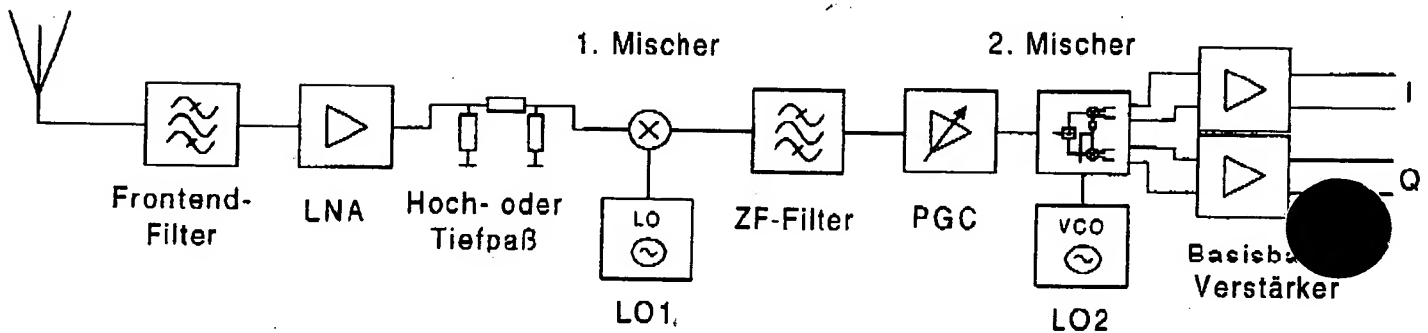 1. Mischer
2. Mischer
I
Q
Frontend-
Filter
LNA
Hoch- oder
Tiefpaß
LO
LO1
ZF-Filter
PGC
VCO
LO2
Verstärker